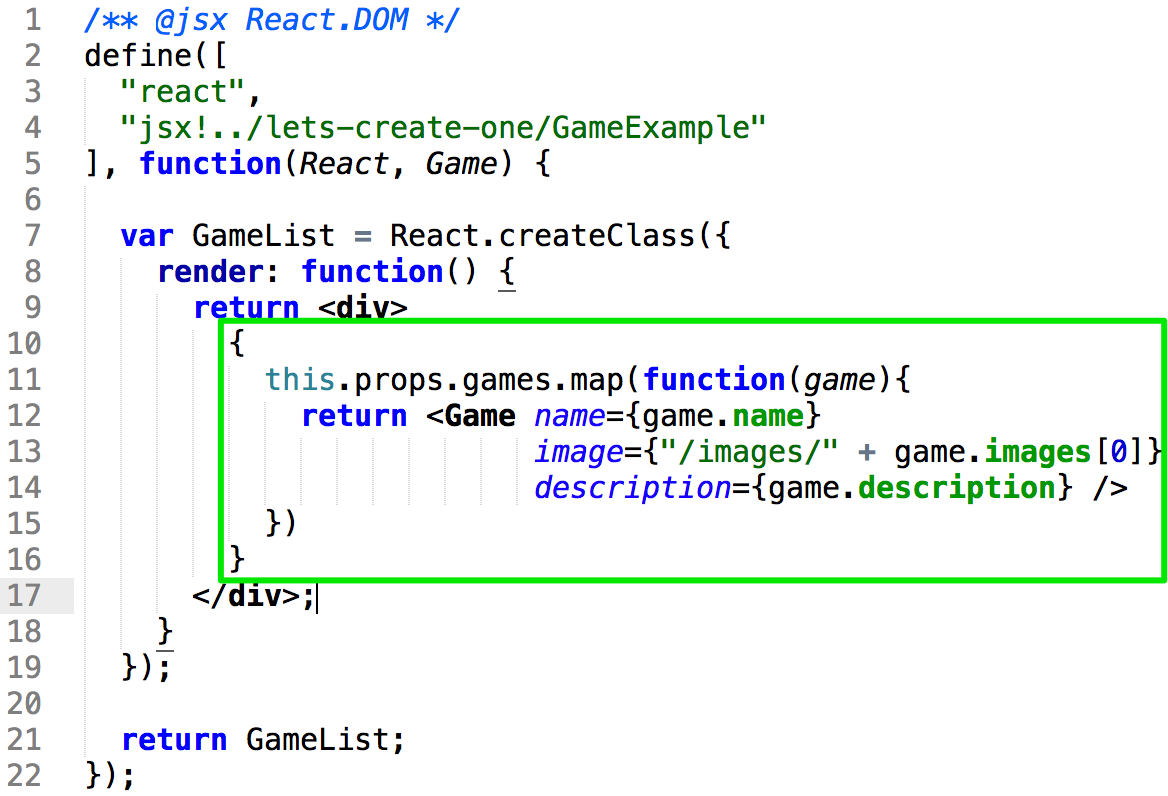 1 /** @jsx React.DOM */
2 define([
3   "react",
4   "jsx!../lets-create-one/GameExample"
5 ], function(React, Game) {
6
7   var GameList = React.createClass({
8     render: function() {
9       return <div>
10         {
11           this.props.games.map(function(game){
12             return <Game name={game.name}
13                          image={"/images/" + game.images[0]}
14                          description={game.description} />
15           })
16         }
17       </div>;
18     }
19   });
20
21   return GameList;
22 });